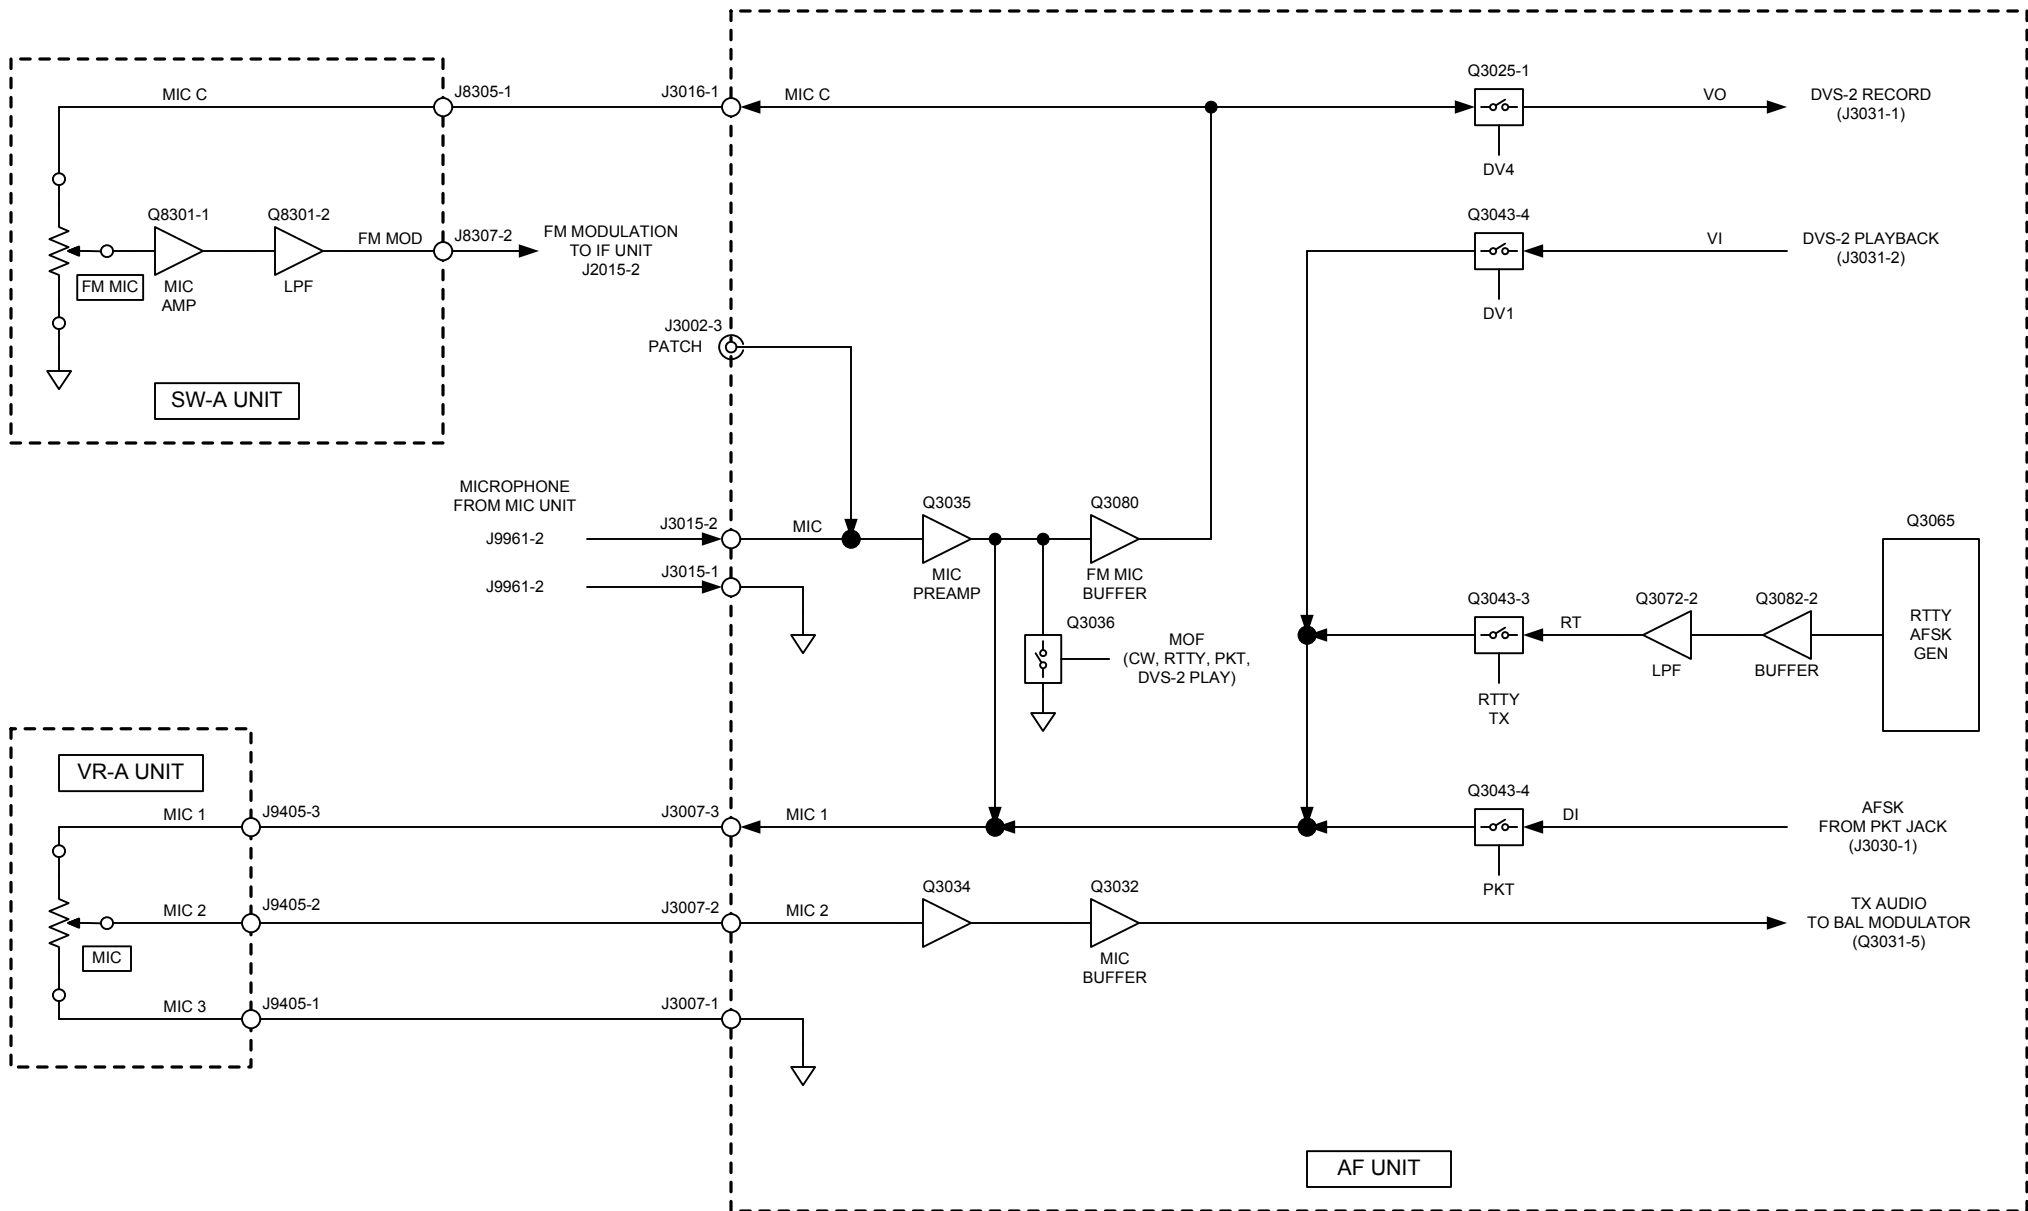 Q3025-1
MIC C
J8305-1
J3016-1
MIC C
VO
DVS-2 RECORD
(J3031-1)
DV4
Q8301-1
Q8301-2
FM MOD
J8307-2
FM MODULATION
TO IF UNIT
J2015-2
FM MIC
MIC
AMP
LPF
Q3043-4
VI
DVS-2 PLAYBACK
(J3031-2)
DV1
J3002-3
PATCH
SW-A UNIT
MICROPHONE
FROM MIC UNIT
J9961-2
J3015-2
MIC
Q3035
MIC
PREAMP
Q3080
FM MIC
BUFFER
J9961-2
J3015-1
Q3036
MOF
(CW, RTTY, PKT,
DVS-2 PLAY)
Q3065
RTTY
AFSK
GEN
Q3043-3
RT
Q3072-2
LPF
Q3082-2
BUFFER
RTTY
TX
VR-A UNIT
MIC 1
J9405-3
J3007-3
MIC 1
Q3043-4
DI
AFSK
FROM PKT JACK
(J3030-1)
PKT
MIC 2
J9405-2
J3007-2
MIC 2
Q3034
Q3032
MIC
BUFFER
TX AUDIO
TO BAL MODULATOR
(Q3031-5)
MIC
MIC 3
J9405-1
J3007-1
AF UNIT